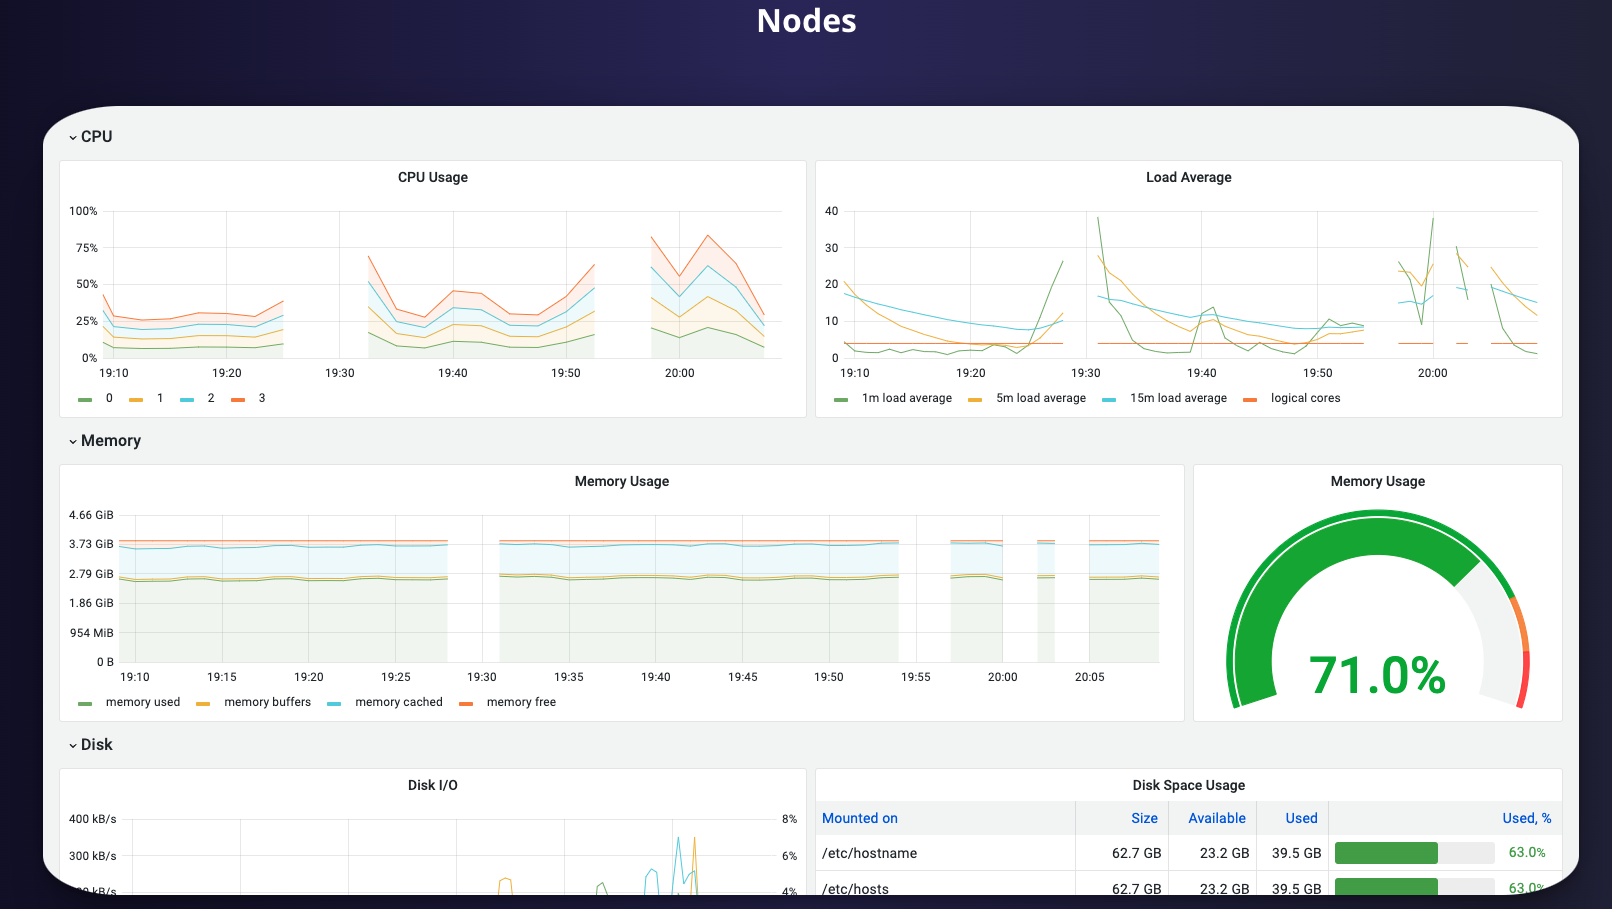 Nodes
CPU
CPU Usage
100%
75%
50%
25%
0%
19:10 19:20 19:30 19:40 19:50 20:00
0 1 2 3
Load Average
40
30
20
10
0
19:10 19:20 19:30 19:40 19:50 20:00
1m load average 5m load average 15m load average logical cores
Memory
Memory Usage
4.66 GiB
3.73 GiB
2.79 GiB
1.86 GiB
954 MiB
0 B
19:10 19:15 19:20 19:25 19:30 19:35 19:40 19:45 19:50 19:55 20:00 20:05
memory used memory buffers memory cached memory free
Memory Usage
71.0%
Disk
Disk I/O
400 kB/s 8%
300 kB/s 6%
kB/s 4%
Disk Space Usage
Mounted on Size Available Used Used, %
/etc/hostname 62.7 GB 23.2 GB 39.5 GB 63.0%
/etc/hosts 62.7 GB 23.2 GB 39.5 GB 63.0%